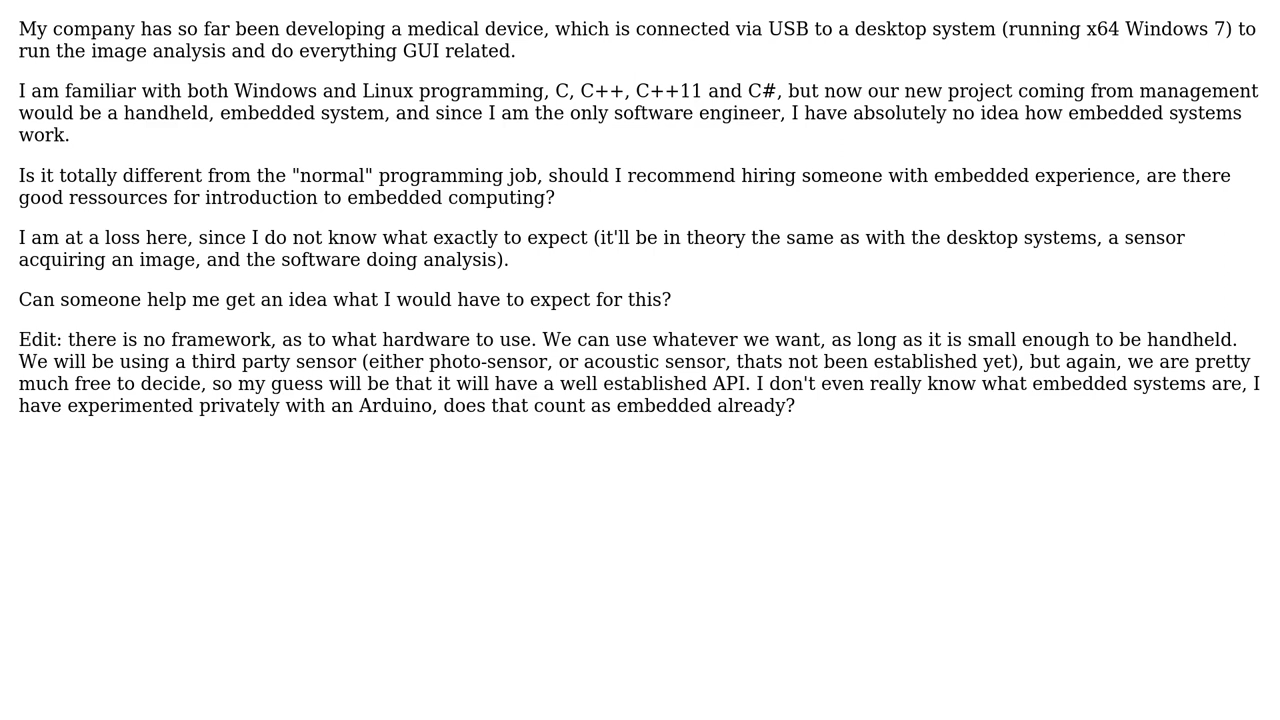 My company has so far been developing a medical device, which is connected via USB to a desktop system (running x64 Windows 7) to
run the image analysis and do everything GUI related.
I am familiar with both Windows and Linux programming, C, C++, C++11 and C#, but now our new project coming from management
would be a handheld, embedded system, and since I am the only software engineer, I have absolutely no idea how embedded systems
work.
Is it totally different from the "normal" programming job, should I recommend hiring someone with embedded experience, are there
good ressources for introduction to embedded computing?
I am at a loss here, since I do not know what exactly to expect (it'll be in theory the same as with the desktop systems, a sensor
acquiring an image, and the software doing analysis).
Can someone help me get an idea what I would have to expect for this?
Edit: there is no framework, as to what hardware to use. We can use whatever we want, as long as it is small enough to be handheld.
We will be using a third party sensor (either photo-sensor, or acoustic sensor, thats not been established yet), but again, we are pretty
much free to decide, so my guess will be that it will have a well established API. I don't even really know what embedded systems are, I
have experimented privately with an Arduino, does that count as embedded already?